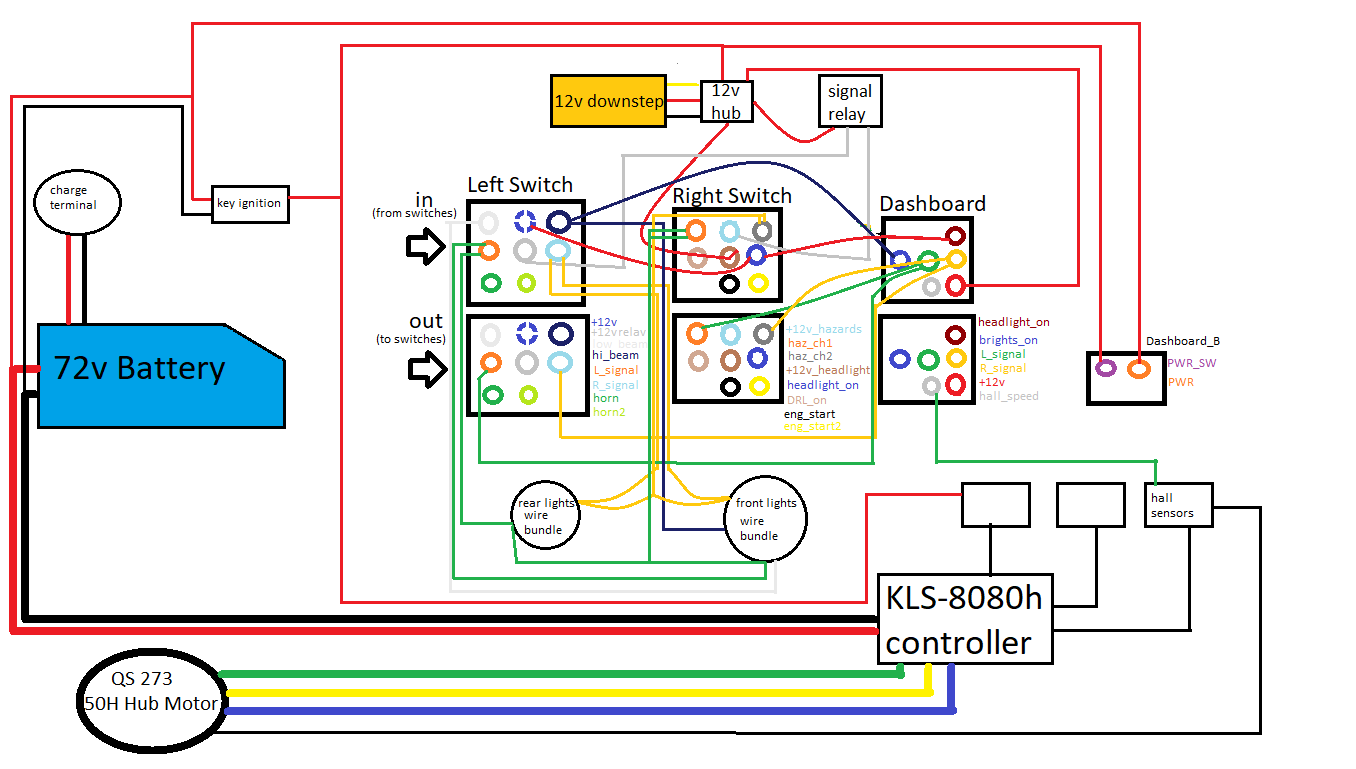 12v downstep
12v
hub
signal
relay
charge
terminal
key ignition
in
(from switches)
Left Switch
Right Switch
Dashboard
out
(to switches)
72v Battery
+12v
+12vrelay
low_beam
hi_beam
L_signal
R_signal
horn
horn2
+12v_hazards
haz_ch1
haz_ch2
+12v_headlight
headlight_on
DRL_on
eng_start
eng_start2
headlight_on
brights_on
L_signal
R_signal
+12v
hall_speed
Dashboard_B
PWR_SW
PWR
rear lights
wire
bundle
front lights
wire
bundle
hall
sensors
KLS-8080h
controller
QS 273
50H Hub Motor